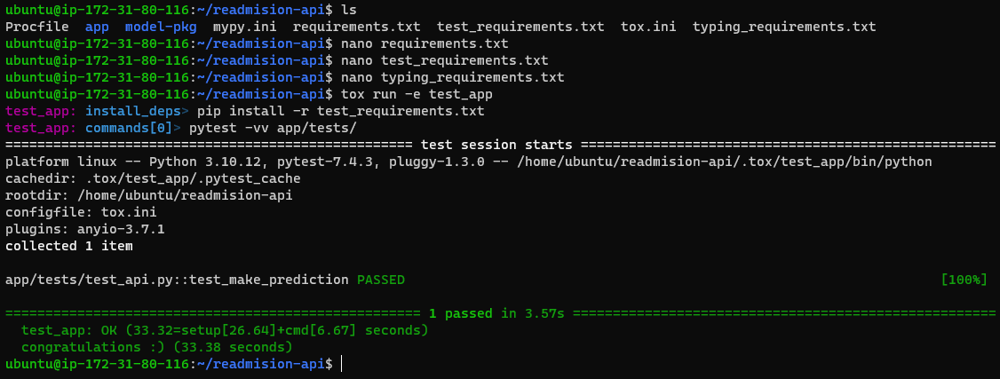 ubuntu@ip-172-31-80-116:~/readmision-api$ ls
Procfile  app  model-pkg  mypy.ini  requirements.txt  test_requirements.txt  tox.ini  typing_requirements.txt
ubuntu@ip-172-31-80-116:~/readmision-api$ nano requirements.txt
ubuntu@ip-172-31-80-116:~/readmision-api$ nano test_requirements.txt
ubuntu@ip-172-31-80-116:~/readmision-api$ nano typing_requirements.txt
ubuntu@ip-172-31-80-116:~/readmision-api$ tox run -e test_app
test_app: install_deps> pip install -r test_requirements.txt
test_app: commands[0]> pytest -vv app/tests/
=================================================== test session starts ====================================================
platform linux -- Python 3.10.12, pytest-7.4.3, pluggy-1.3.0 -- /home/ubuntu/readmision-api/.tox/test_app/bin/python
cachedir: .tox/test_app/.pytest_cache
rootdir: /home/ubuntu/readmision-api
configfile: tox.ini
plugins: anyio-3.7.1
collected 1 item
app/tests/test_api.py::test_make_prediction PASSED [100%]
==================================================== 1 passed in 3.57s =====================================================
  test_app: OK (33.32=setup[26.64]+cmd[6.67] seconds)
  congratulations :) (33.38 seconds)
ubuntu@ip-172-31-80-116:~/readmision-api$